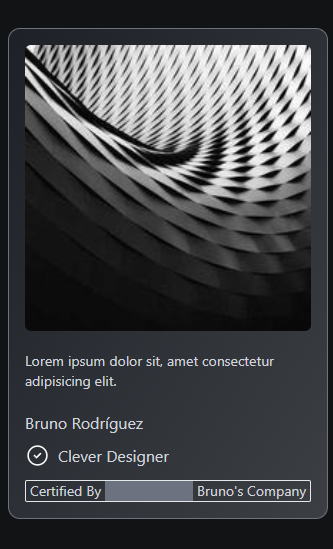 Lorem ipsum dolor sit, amet consectetur
adipisicing elit.
Bruno Rodríguez
Clever Designer
Certified By Bruno's Company